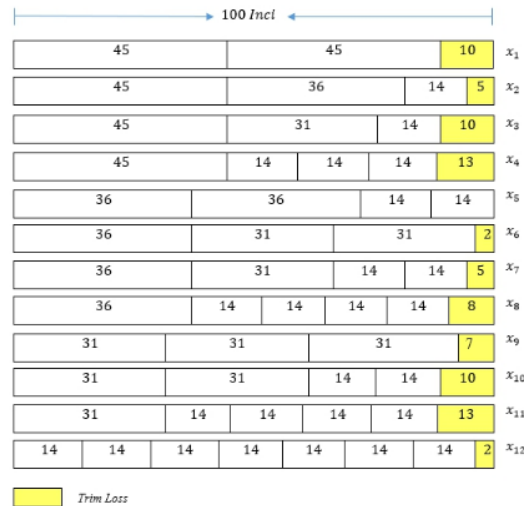 100 Inci
45 45 10 x₁
45 36 14 5 x₂
45 31 14 10 x₃
45 14 14 14 13 x₄
36 36 14 14 x₅
36 31 31 2 x₆
36 31 14 14 5 x₇
36 14 14 14 14 8 x₈
31 31 31 7 x₉
31 31 14 14 10 x₁₀
31 14 14 14 14 13 x₁₁
14 14 14 14 14 14 14 2 x₁₂
Trim Loss